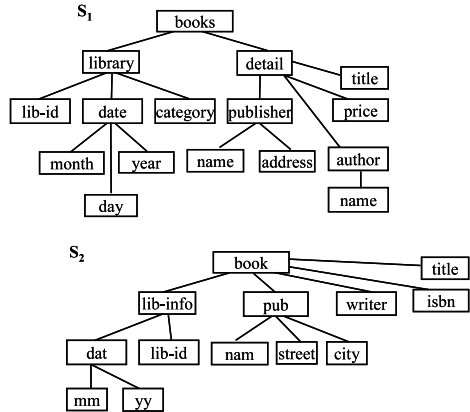 S1
books
library
detail
title
lib-id
date
category
publisher
price
month
year
name
address
author
day
name
S2
book
title
lib-info
pub
writer
isbn
dat
lib-id
nam
street
city
mm
yy